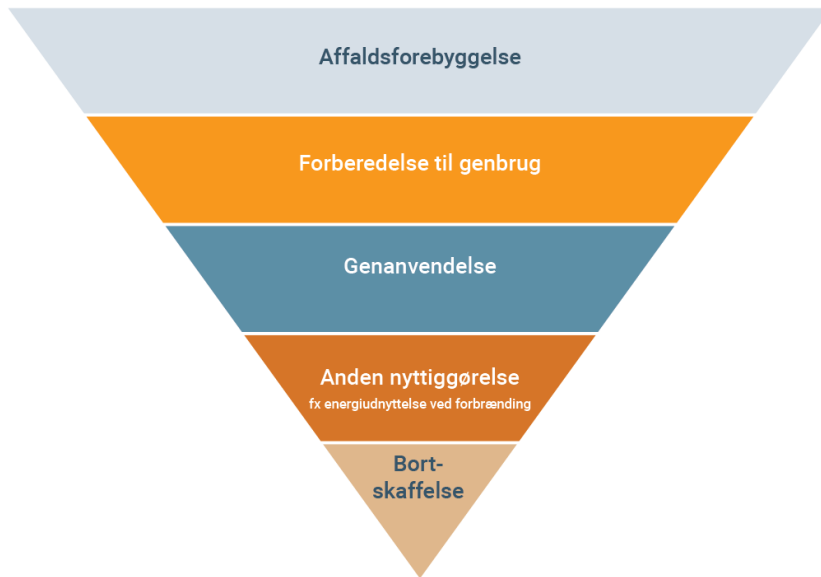 Affaldsforebyggelse
Forberedelse til genbrug
Genanvendelse
Anden nyttiggørelse
fx energiudnyttelse ved forbrænding
Bort-
skaffelse